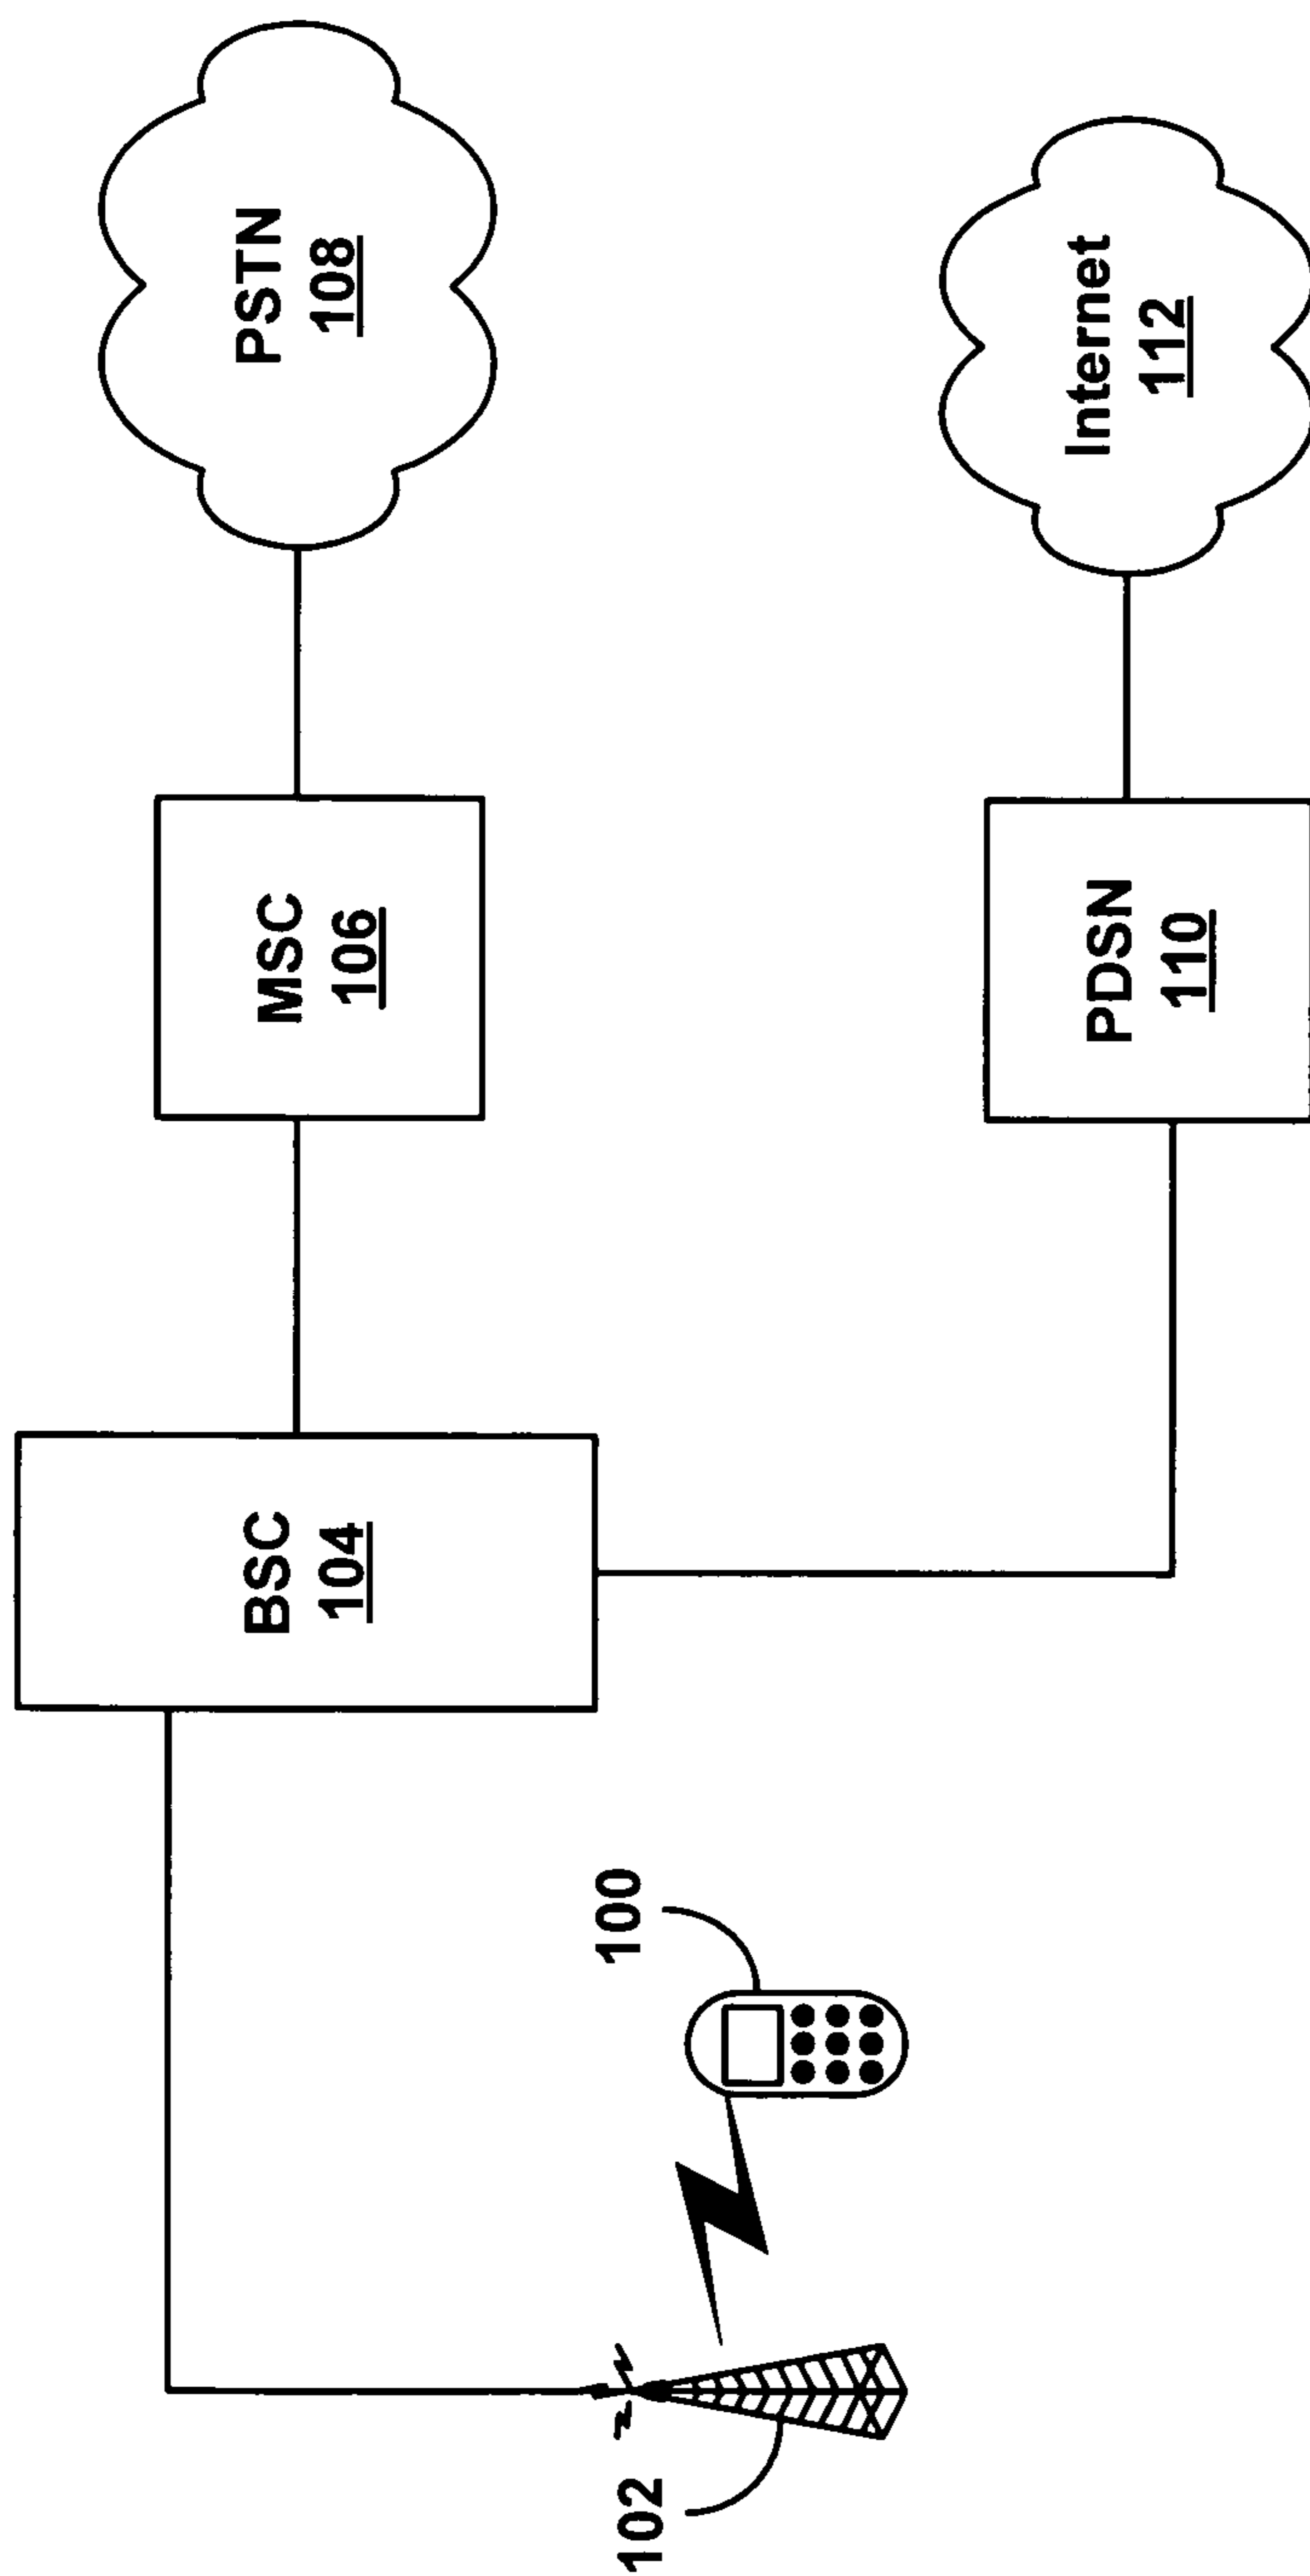 BSC
104
MSC
106
PSTN
108
100
102
PDSN
110
Internet
112